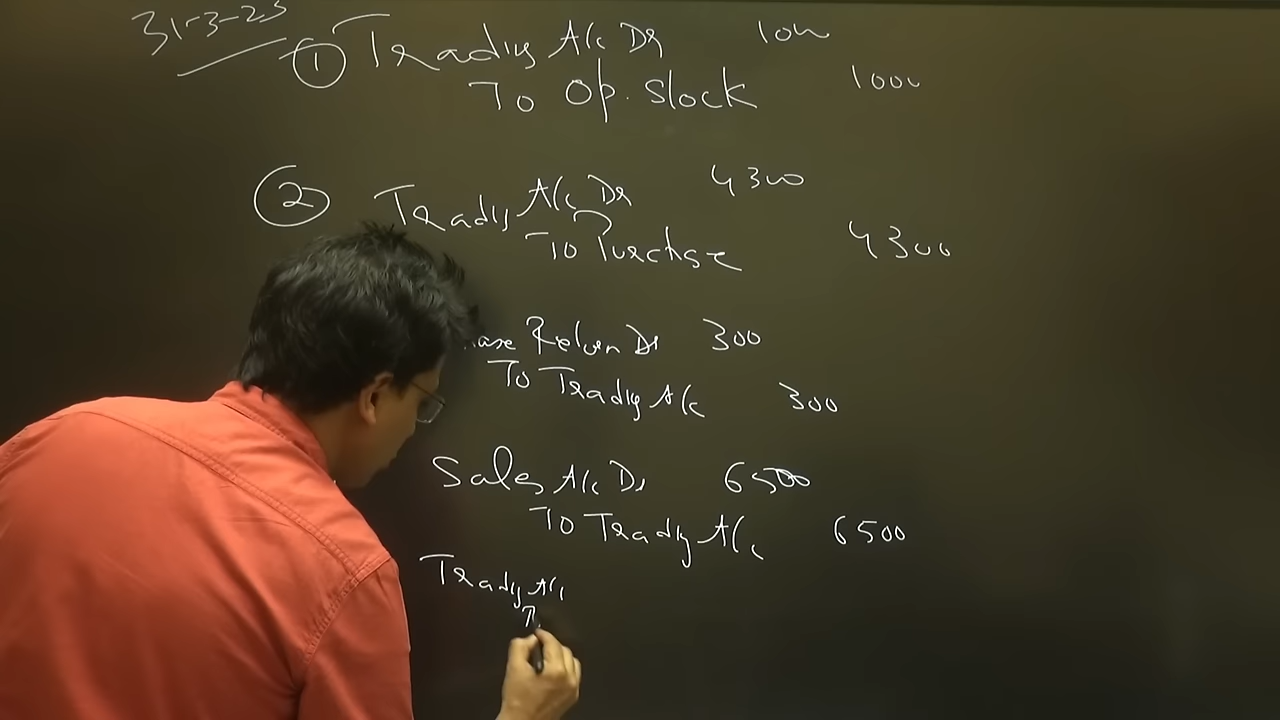 31-3-23
① Trading A/c Dr 1000
To Op. Stock 1000
② Trading A/c Dr 4300
To Purchase 4300
Return Dr 300
To Trading A/c 300
Sales A/c Dr 6500
To Trading A/c 6500
Trading A/c